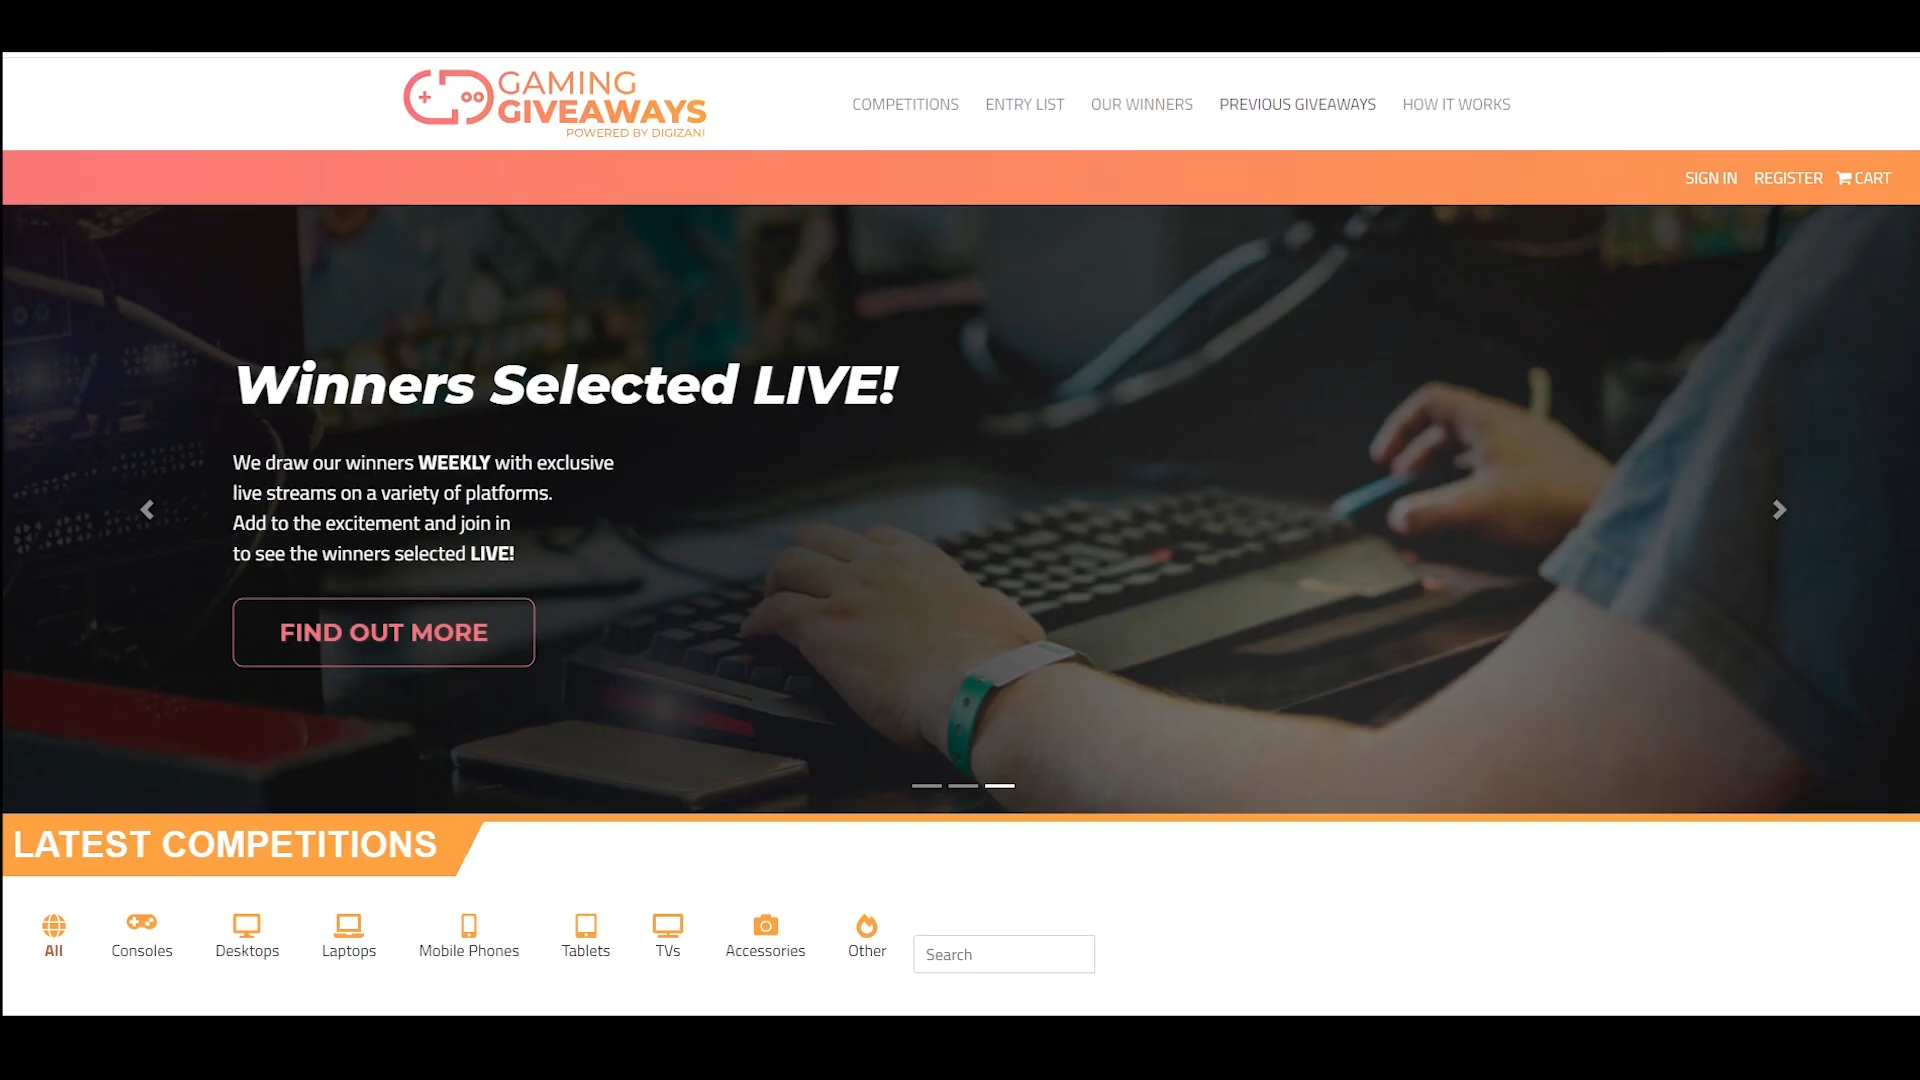 GAMING
GIVEAWAYS
POWERED BY DIGIZANI
COMPETITIONS ENTRY LIST OUR WINNERS PREVIOUS GIVEAWAYS HOW IT WORKS
SIGN IN REGISTER CART
Winners Selected LIVE!
We draw our winners WEEKLY with exclusive
live streams on a variety of platforms.
Add to the excitement and join in
to see the winners selected LIVE!
FIND OUT MORE
LATEST COMPETITIONS
All Consoles Desktops Laptops Mobile Phones Tablets TVs Accessories Other Search